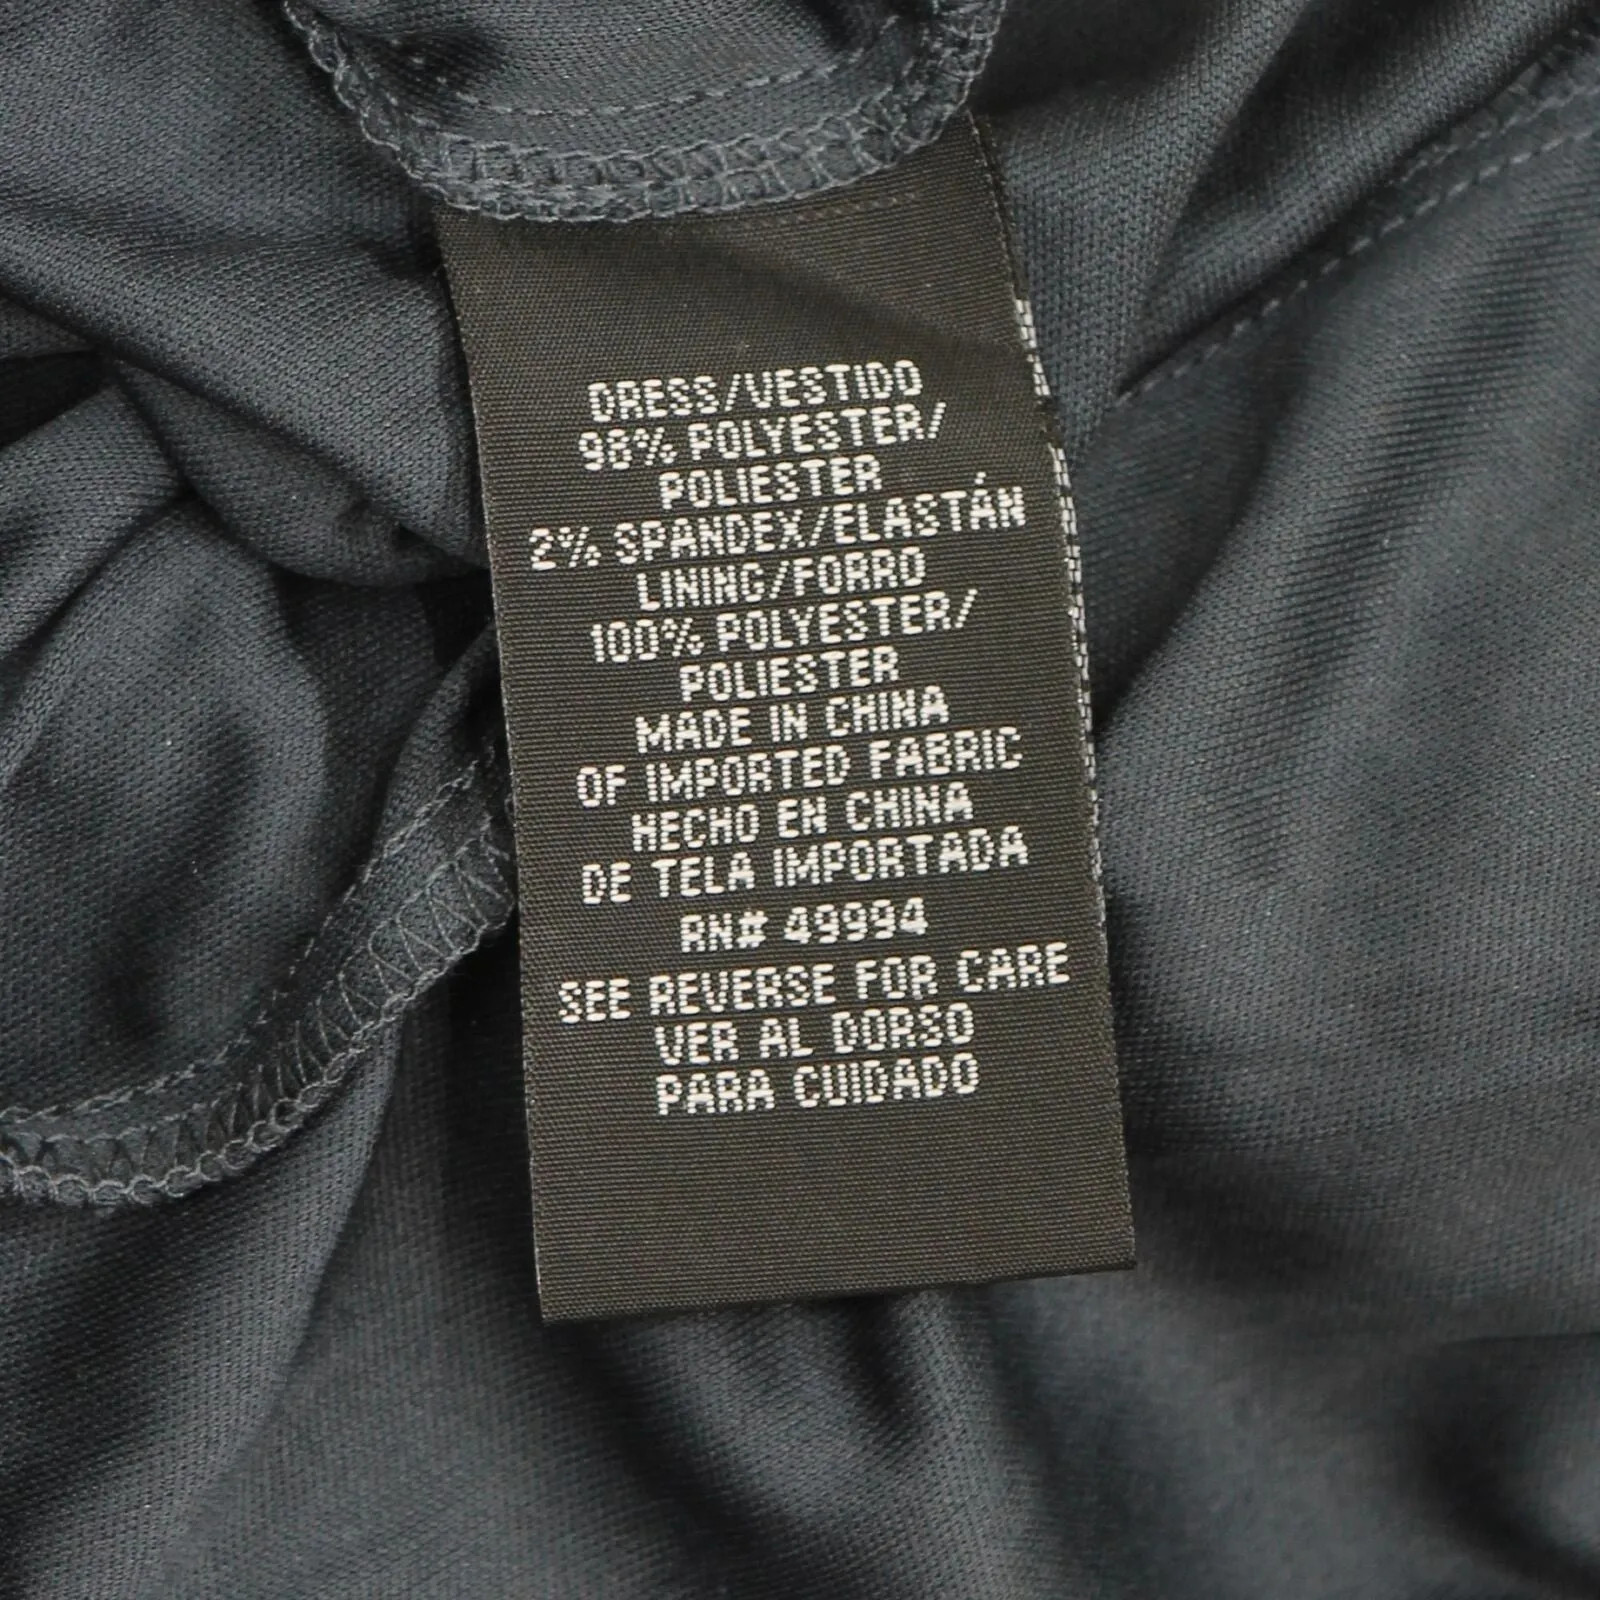 DRESS/VESTIDO
98% POLYESTER/
POLIESTER
2% SPANDEX/ELASTÁN
LINING/FORRO
100% POLYESTER/
POLIESTER
MADE IN CHINA
OF IMPORTED FABRIC
HECHO EN CHINA
DE TELA IMPORTADA
RN# 49994
SEE REVERSE FOR CARE
VER AL DORSO
PARA CUIDADO